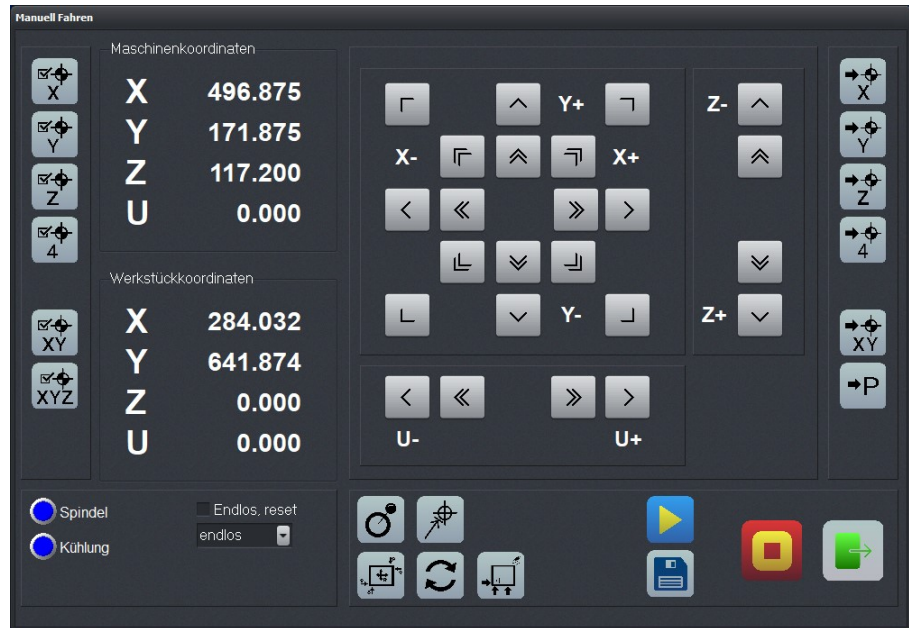 Manuell Fahren
Maschinenkoordinaten
X 496.875
Y 171.875
Z 117.200
U 0.000
Werkstückkoordinaten
X 284.032
Y 641.874
Z 0.000
U 0.000
X
Y
Z
4
XY
XYZ
Y+
X- X+
Y-
Z-
Z+
U- U+
X
Y
Z
4
XY
P
Spindel
Kühlung
Endlos, reset
endlos